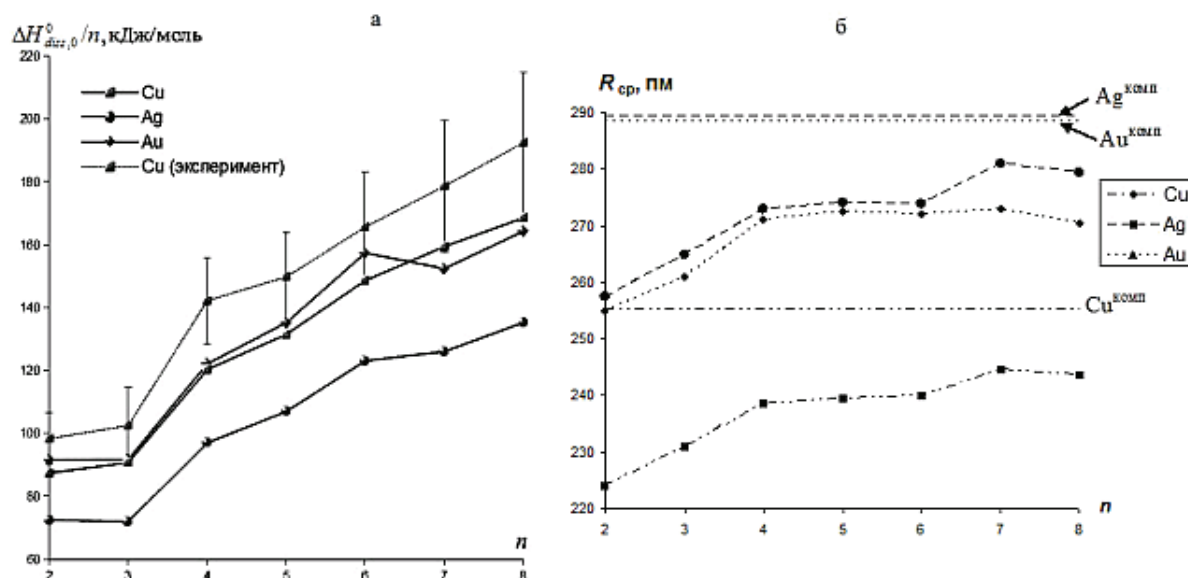 а
ΔH⁰diss,0/n, кДж/моль
220
200
180
160
140
120
100
80
60
Cu
Ag
Au
Cu (эксперимент)
n
2 3 4 5 6 7 8
б
Rср, пм
290
280
270
260
250
240
230
220
Agкомп
Auкомп
Cu
Ag
Au
Cuкомп
n
2 3 4 5 6 7 8